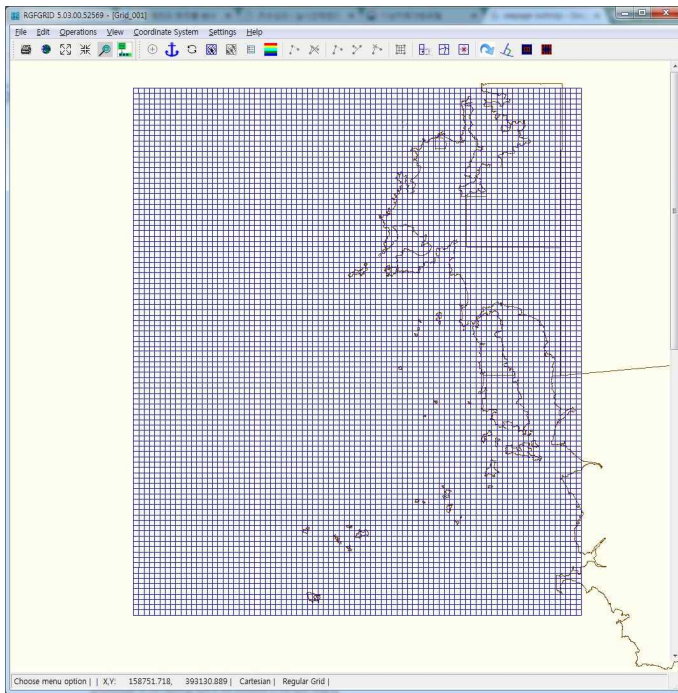 RGFGRID 5.03.00.52569 - [Grid_001]
File Edit Operations View Coordinate System Settings Help
Choose menu option | | X,Y: 158751.718, 393130.889 | Cartesian | Regular Grid |